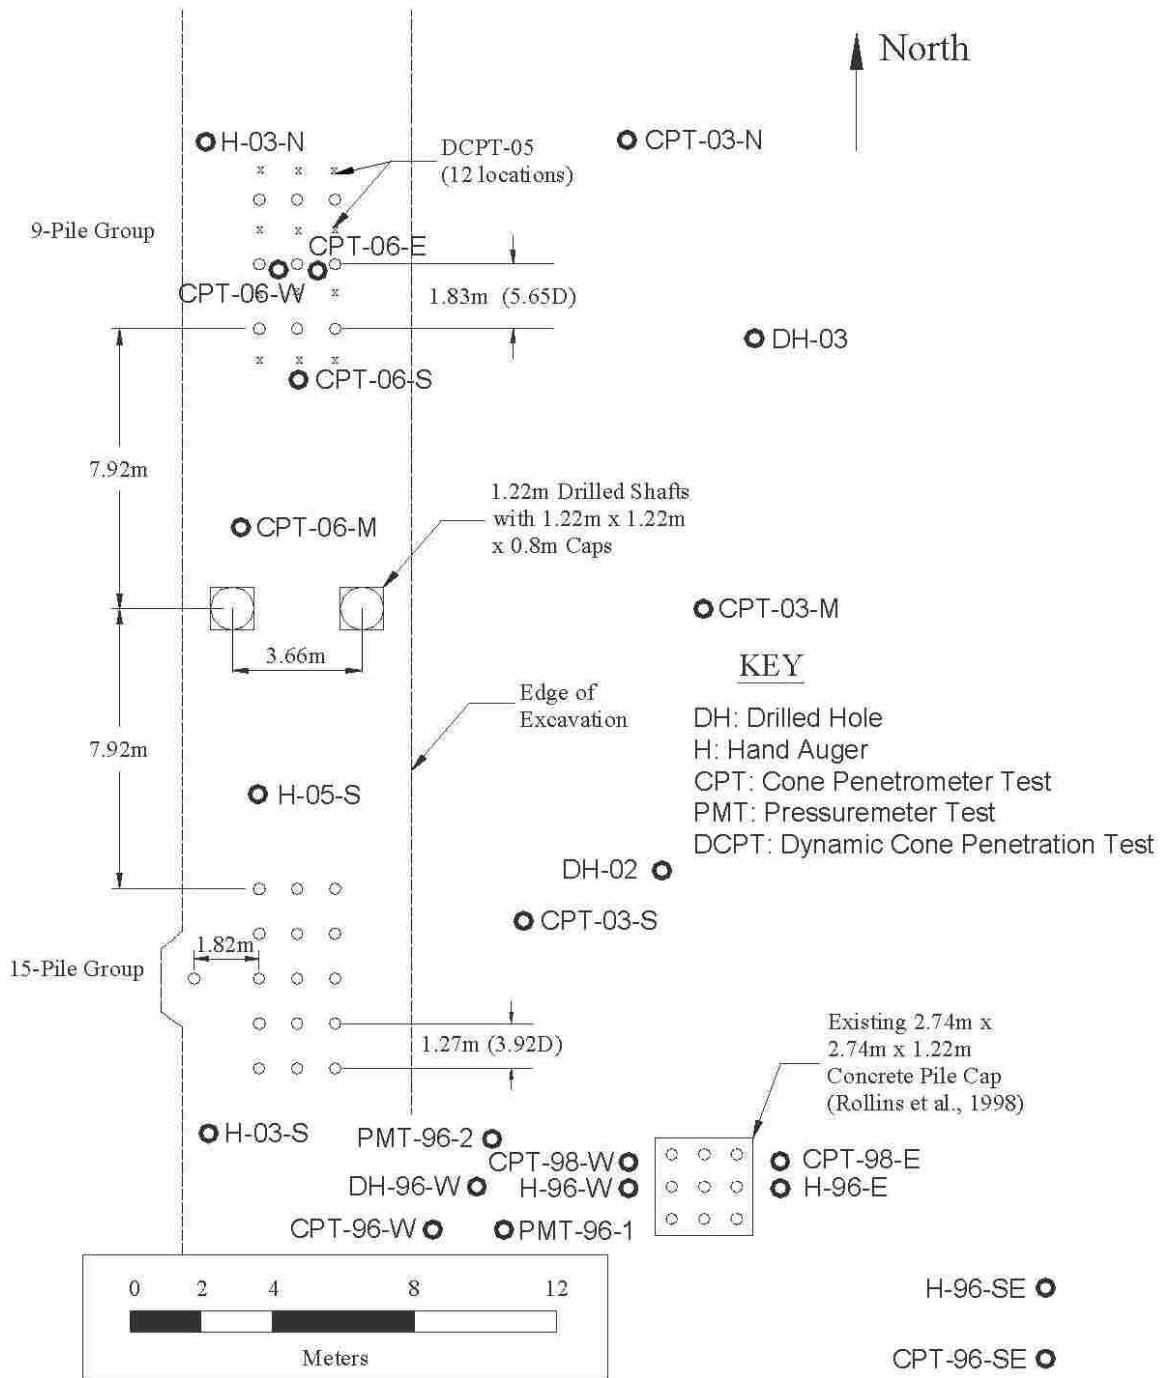 North
H-03-N
CPT-03-N
DCPT-05
(12 locations)
9-Pile Group
CPT-06-E
CPT-06-W
1.83m (5.65D)
DH-03
CPT-06-S
7.92m
1.22m Drilled Shafts
with 1.22m x 1.22m
x 0.8m Caps
CPT-06-M
CPT-03-M
3.66m
KEY
Edge of
Excavation
DH: Drilled Hole
H: Hand Auger
CPT: Cone Penetrometer Test
PMT: Pressuremeter Test
DCPT: Dynamic Cone Penetration Test
7.92m
H-05-S
DH-02
CPT-03-S
1.82m
15-Pile Group
1.27m (3.92D)
Existing 2.74m x
2.74m x 1.22m
Concrete Pile Cap
(Rollins et al., 1998)
H-03-S
PMT-96-2
CPT-98-W
CPT-98-E
DH-96-W
H-96-W
H-96-E
CPT-96-W
PMT-96-1
0 2 4 8 12
Meters
H-96-SE
CPT-96-SE